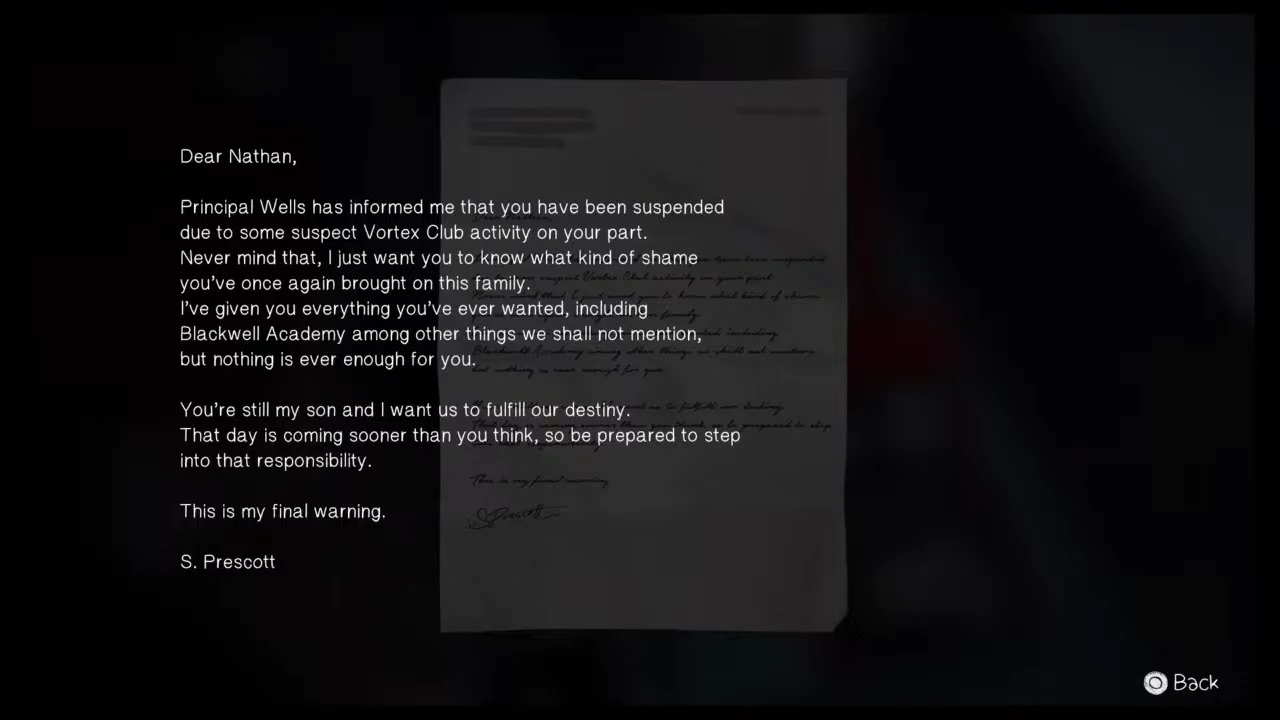 Dear Nathan,
Principal Wells has informed me that you have been suspended
due to some suspect Vortex Club activity on your part.
Never mind that, I just want you to know what kind of shame
you've once again brought on this family.
I've given you everything you've ever wanted, including
Blackwell Academy among other things we shall not mention,
but nothing is ever enough for you.
You're still my son and I want us to fulfill our destiny.
That day is coming sooner than you think, so be prepared to step
into that responsibility.
This is my final warning.
S. Prescott
Back